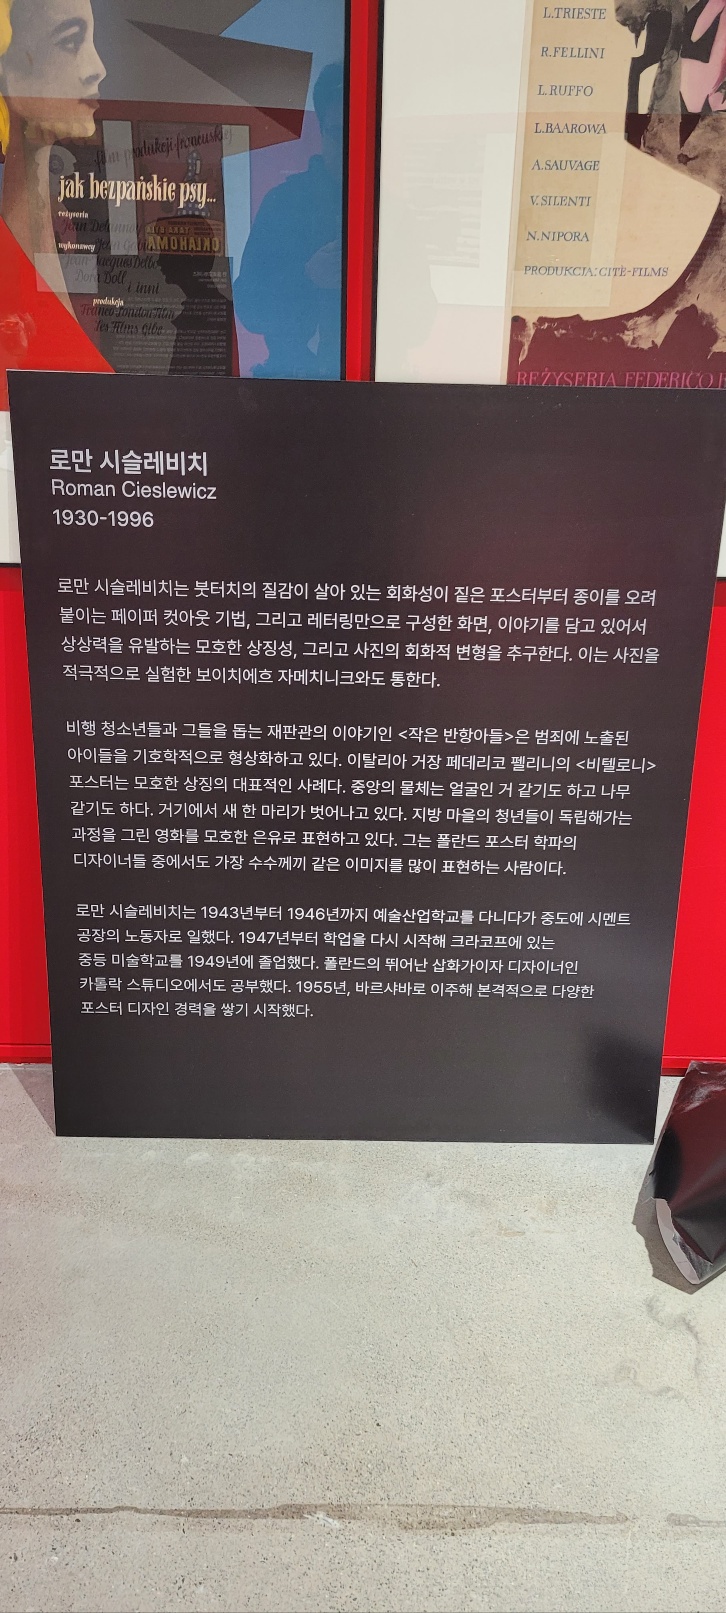 film produkcji francuskiej
jak bezpańskie psy...
reżyseria
Jean Delannoy
wykonawcy Jean
Dora Doll
i inni
produkcja
Franco-London-Film
Les Films Gibe
OKLAHOMA
L.TRIESTE
R.FELLINI
L.RUFFO
L.BAAROWA
A.SAUVAGE
V.SILENTI
N.NIPORA
PRODUKCJA: CITÈ-FILMS
REŻYSERIA FEDERICO
로만 시슬레비치
Roman Cieslewicz
1930-1996
로만 시슬레비치는 붓터치의 질감이 살아 있는 회화성이 짙은 포스터부터 종이를 오려
붙이는 페이퍼 컷아웃 기법, 그리고 레터링만으로 구성한 화면, 이야기를 담고 있어서
상상력을 유발하는 모호한 상징성, 그리고 사진의 회화적 변형을 추구한다. 이는 사진을
적극적으로 실험한 보이치에흐 자메치니크와도 통한다.
비행 청소년들과 그들을 돕는 재판관의 이야기인 <작은 반항아들>은 범죄에 노출된
아이들을 기호학적으로 형상화하고 있다. 이탈리아 거장 페데리코 펠리니의 <비텔로니>
포스터는 모호한 상징의 대표적인 사례다. 중앙의 물체는 얼굴인 거 같기도 하고 나무
같기도 하다. 거기에서 새 한 마리가 벗어나고 있다. 지방 마을의 청년들이 독립해가는
과정을 그린 영화를 모호한 은유로 표현하고 있다. 그는 폴란드 포스터 학파의
디자이너들 중에서도 가장 수수께끼 같은 이미지를 많이 표현하는 사람이다.
로만 시슬레비치는 1943년부터 1946년까지 예술산업학교를 다니다가 중도에 시멘트
공장의 노동자로 일했다. 1947년부터 학업을 다시 시작해 크라코프에 있는
중등 미술학교를 1949년에 졸업했다. 폴란드의 뛰어난 삽화가이자 디자이너인
카톨락 스튜디오에서도 공부했다. 1955년, 바르샤바로 이주해 본격적으로 다양한
포스터 디자인 경력을 쌓기 시작했다.